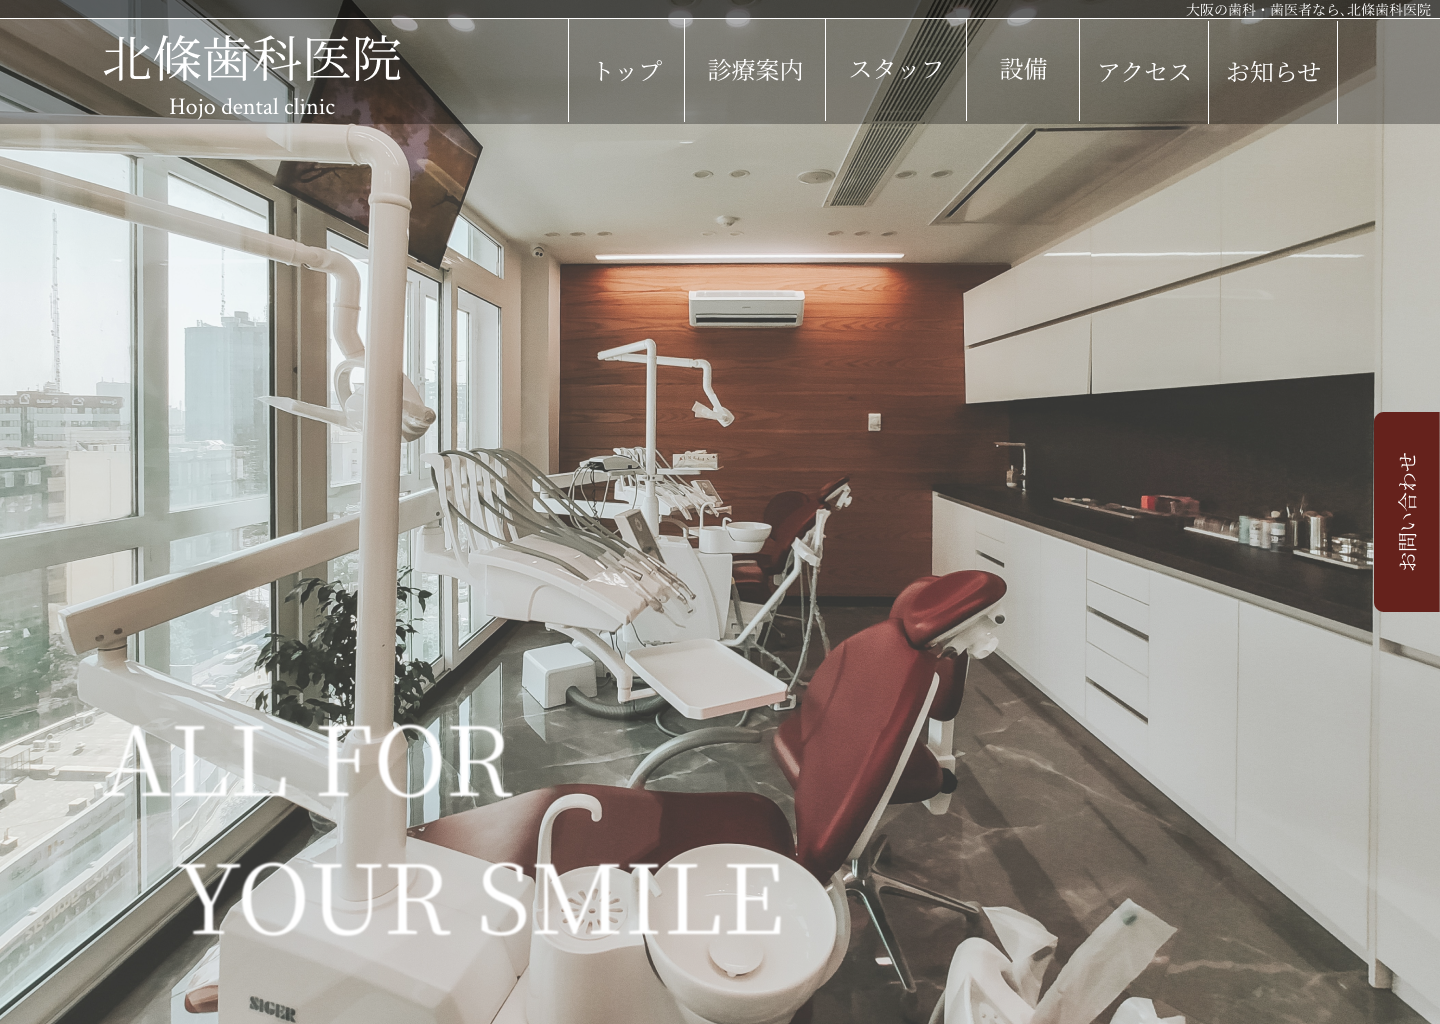 大阪の歯科・歯医者なら、北條歯科医院
北條歯科医院
Hojo dental clinic
トップ
診療案内
スタッフ
設備
アクセス
お知らせ
お問い合わせ
ALL FOR
YOUR SMILE
SIGER